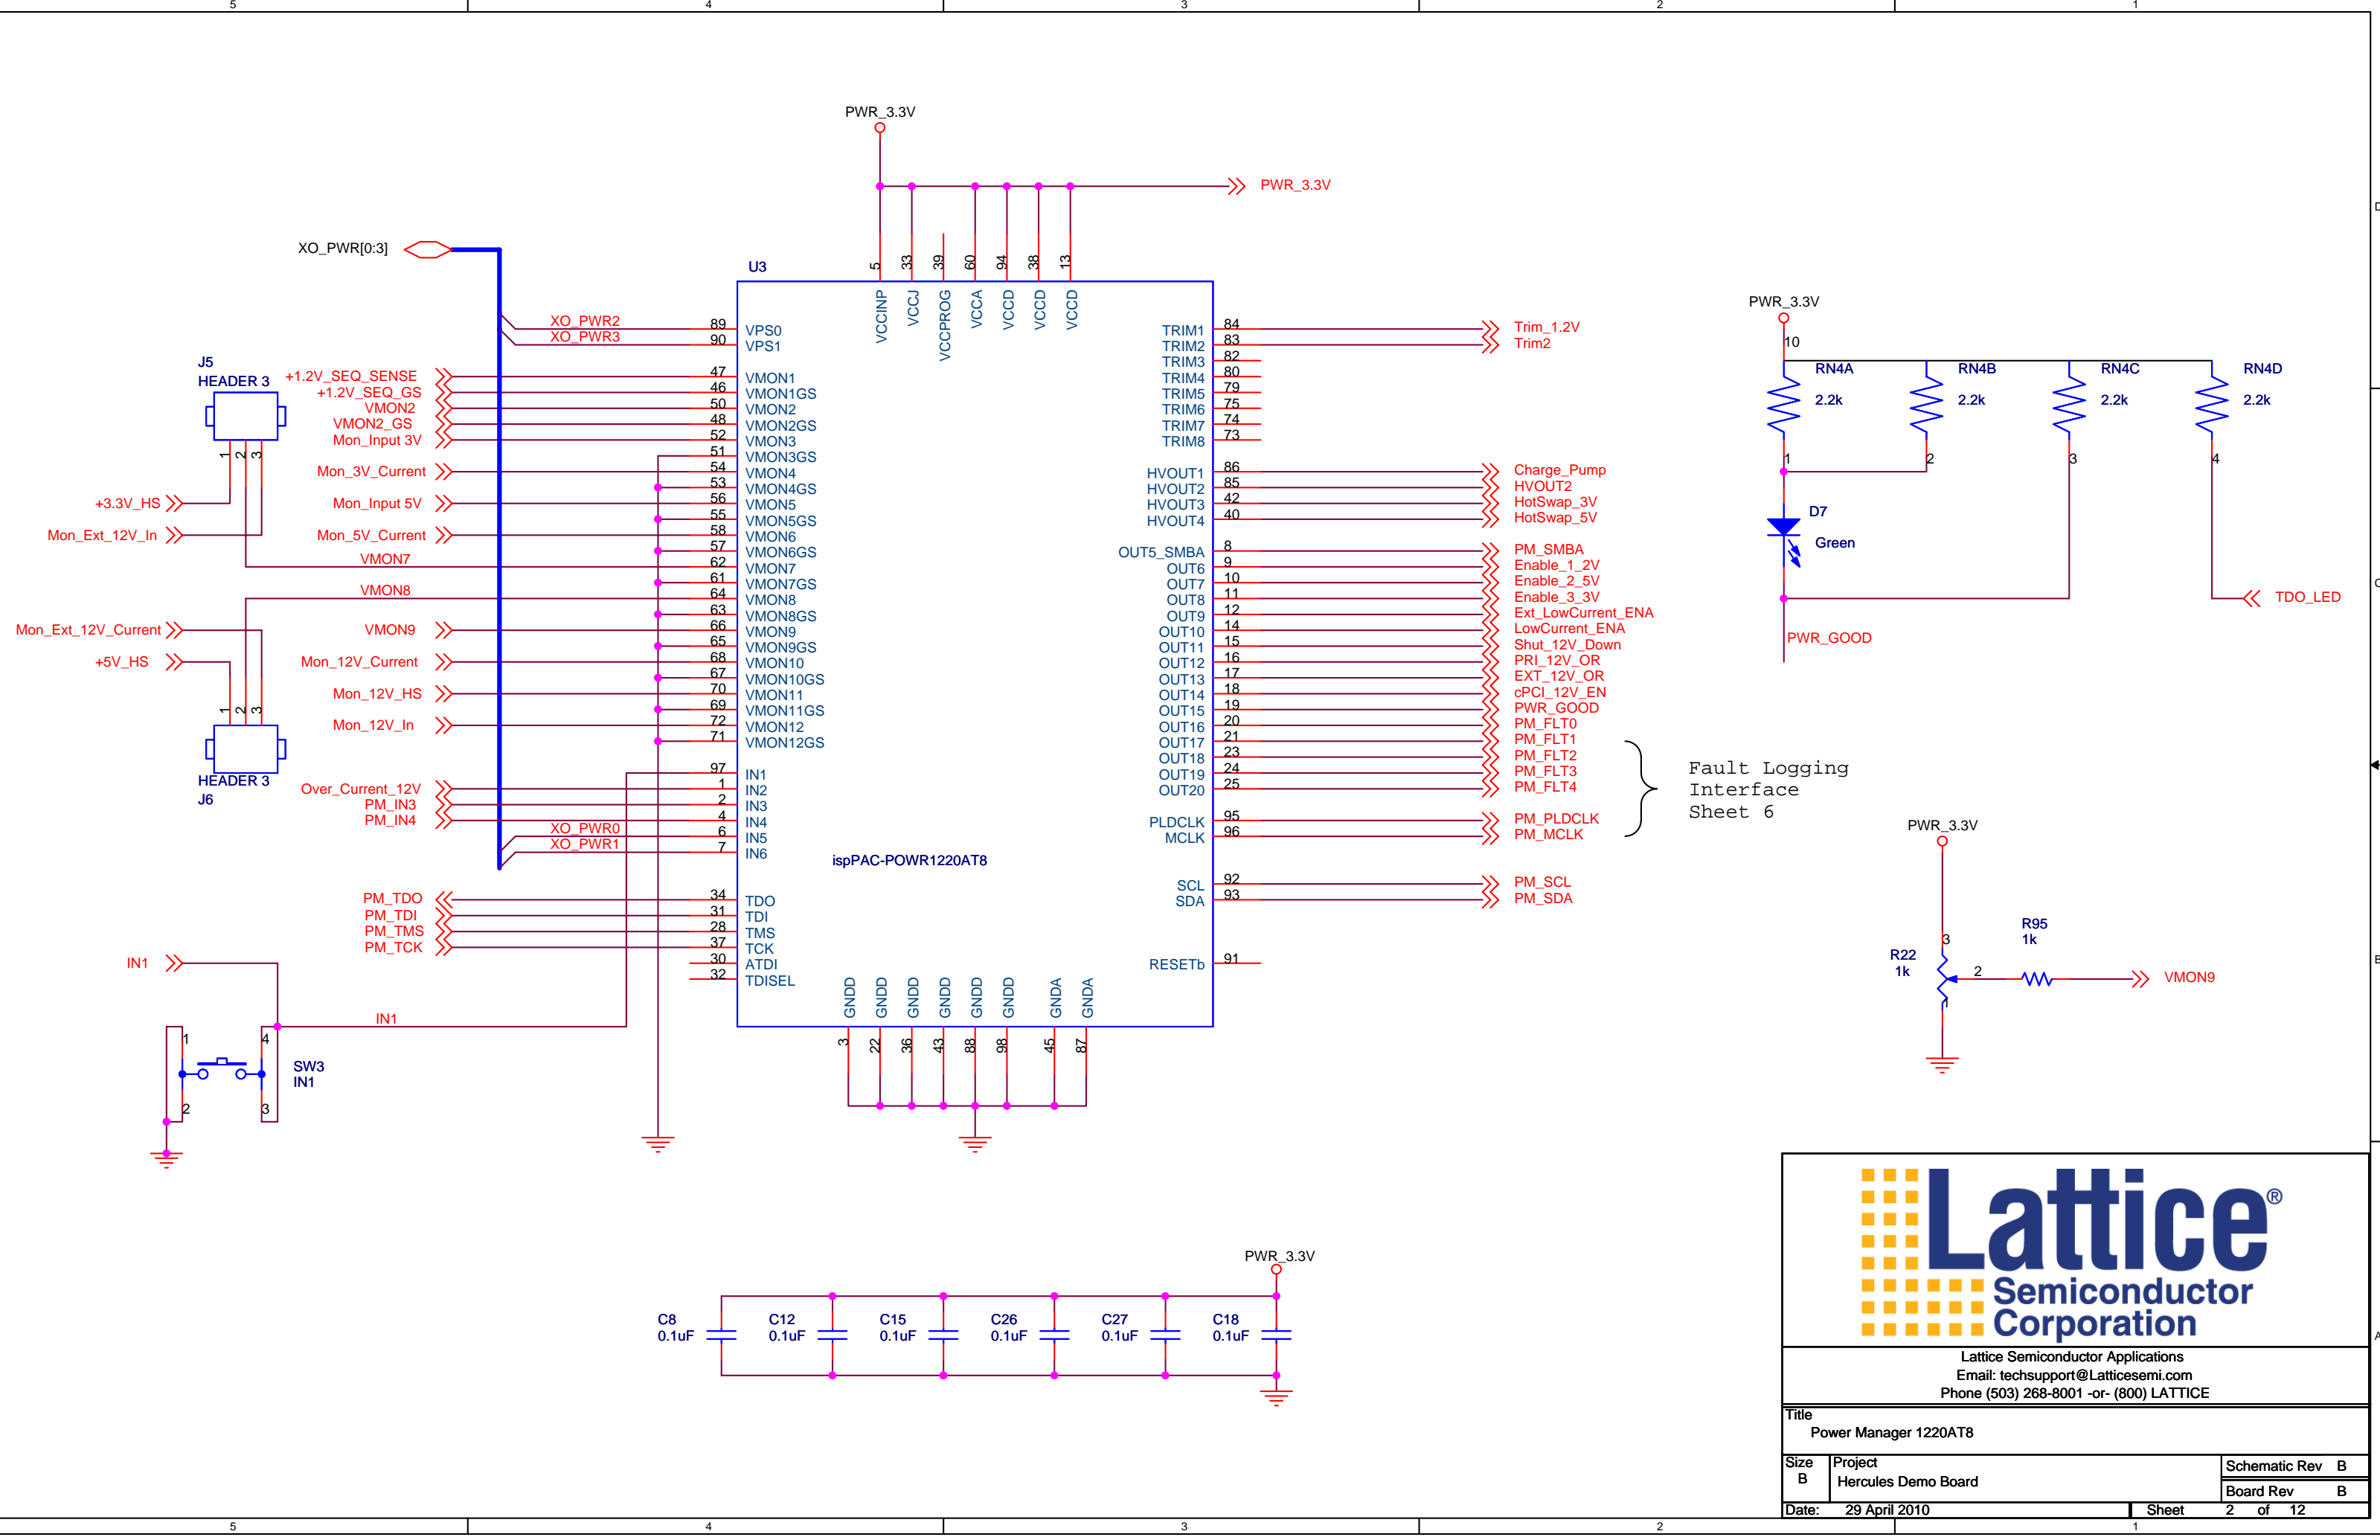 5 4 3 2 1
PWR_3.3V
PWR_3.3V
XO_PWR[0:3]
U3
5 33 39 60 94 38 13
VCCINP VCCJ VCCPROG VCCA VCCD VCCD VCCD
XO_PWR2 89 VPS0
XO_PWR3 90 VPS1
J5
HEADER 3
1 2 3
+3.3V_HS
Mon_Ext_12V_In
+1.2V_SEQ_SENSE 47 VMON1
+1.2V_SEQ_GS 46 VMON1GS
VMON2 50 VMON2
VMON2_GS 48 VMON2GS
Mon_Input 3V 52 VMON3
51 VMON3GS
Mon_3V_Current 54 VMON4
53 VMON4GS
Mon_Input 5V 56 VMON5
55 VMON5GS
Mon_5V_Current 58 VMON6
57 VMON6GS
VMON7 62 VMON7
61 VMON7GS
VMON8 64 VMON8
63 VMON8GS
VMON9 66 VMON9
65 VMON9GS
Mon_12V_Current 68 VMON10
67 VMON10GS
Mon_12V_HS 70 VMON11
69 VMON11GS
Mon_12V_In 72 VMON12
71 VMON12GS
Mon_Ext_12V_Current
+5V_HS
1 2 3
HEADER 3
J6
97 IN1
Over_Current_12V 1 IN2
PM_IN3 2 IN3
PM_IN4 4 IN4
XO_PWR0 6 IN5
XO_PWR1 7 IN6
ispPAC-POWR1220AT8
PM_TDO 34 TDO
PM_TDI 31 TDI
PM_TMS 28 TMS
PM_TCK 37 TCK
30 ATDI
32 TDISEL
IN1
IN1
1 4
2 3
SW3
IN1
GNDD GNDD GNDD GNDD GNDD GNDD GNDA GNDA
3 22 36 43 88 98 45 87
TRIM1 84 Trim_1.2V
TRIM2 83 Trim2
TRIM3 82
TRIM4 80
TRIM5 79
TRIM6 75
TRIM7 74
TRIM8 73
HVOUT1 86 Charge_Pump
HVOUT2 85 HVOUT2
HVOUT3 42 HotSwap_3V
HVOUT4 40 HotSwap_5V
OUT5_SMBA 8 PM_SMBA
OUT6 9 Enable_1_2V
OUT7 10 Enable_2_5V
OUT8 11 Enable_3_3V
OUT9 12 Ext_LowCurrent_ENA
OUT10 14 LowCurrent_ENA
OUT11 15 Shut_12V_Down
OUT12 16 PRI_12V_OR
OUT13 17 EXT_12V_OR
OUT14 18 cPCI_12V_EN
OUT15 19 PWR_GOOD
OUT16 20 PM_FLT0
OUT17 21 PM_FLT1
OUT18 23 PM_FLT2
OUT19 24 PM_FLT3
OUT20 25 PM_FLT4
PLDCLK 95 PM_PLDCLK
MCLK 96 PM_MCLK
SCL 92 PM_SCL
SDA 93 PM_SDA
RESETb 91
Fault Logging
Interface
Sheet 6
PWR_3.3V
10
RN4A RN4B RN4C RN4D
2.2k 2.2k 2.2k 2.2k
1 2 3 4
D7
Green
TDO_LED
PWR_GOOD
PWR_3.3V
3
R22
1k
2
1
R95
1k
VMON9
PWR_3.3V
C8 C12 C15 C26 C27 C18
0.1uF 0.1uF 0.1uF 0.1uF 0.1uF 0.1uF
D
C
B
A
Lattice®
Semiconductor
Corporation
Lattice Semiconductor Applications
Email: techsupport@Latticesemi.com
Phone (503) 268-8001 -or- (800) LATTICE
Title
Power Manager 1220AT8
Size Project Schematic Rev B
B Hercules Demo Board
Board Rev B
Date: 29 April 2010 Sheet 2 of 12
5 4 3 2 1